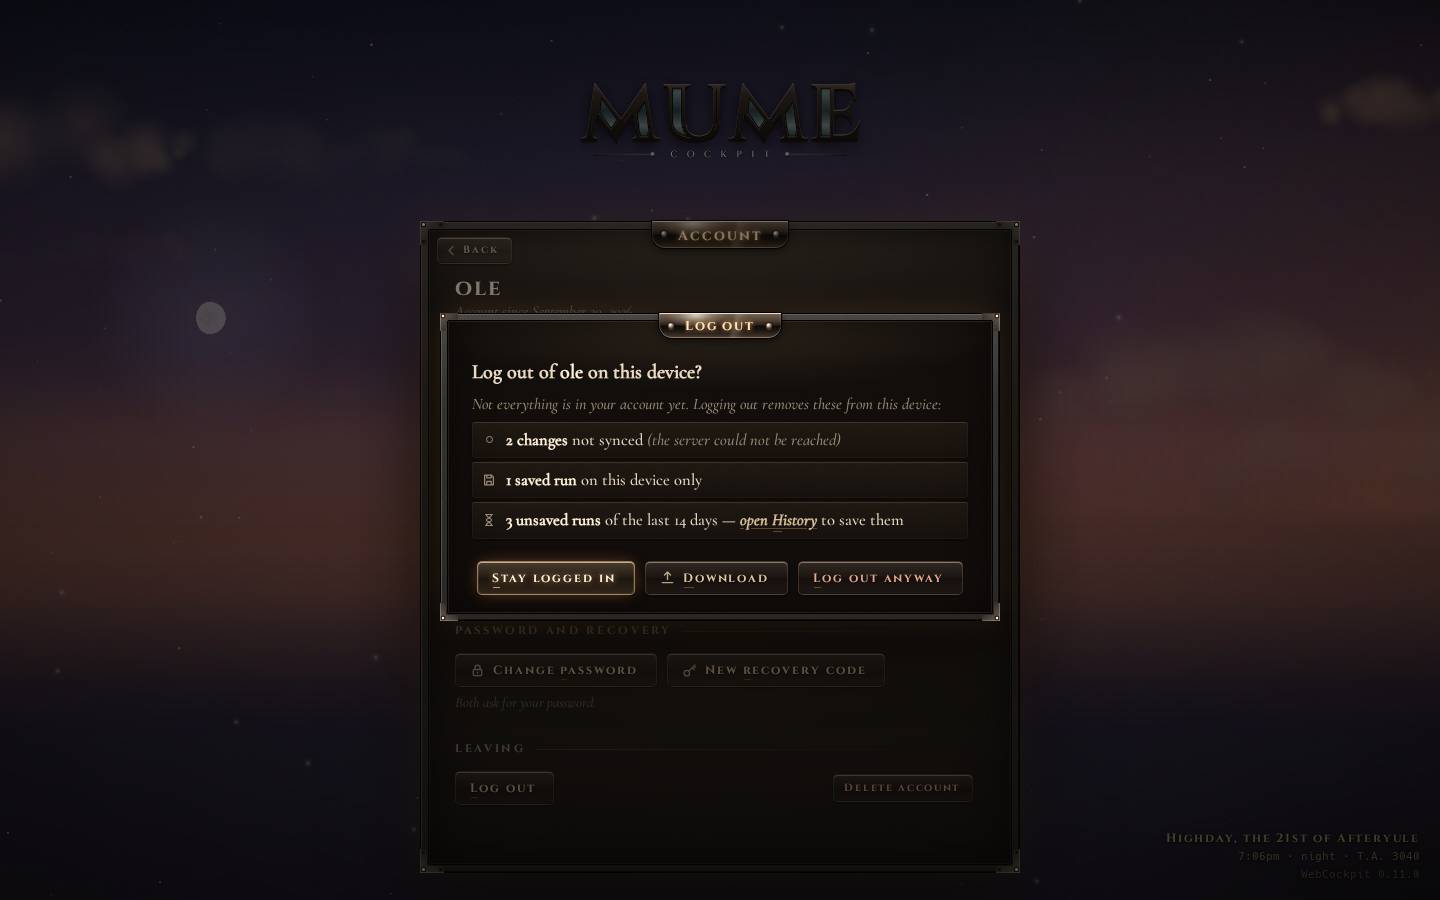 MUME
COCKPIT
Account
Back
OLE
Account since September 20, 2026
Log out
Log out of ole on this device?
Not everything is in your account yet. Logging out removes these from this device:
2 changes not synced (the server could not be reached)
1 saved run on this device only
3 unsaved runs of the last 14 days — open History to save them
Stay logged in
Download
Log out anyway
Password and recovery
Change password
New recovery code
Both ask for your password.
Leaving
Log out
Delete account
Highday, the 21st of Afteryule
7:06pm · night · T.A. 3040
WebCockpit 0.11.0